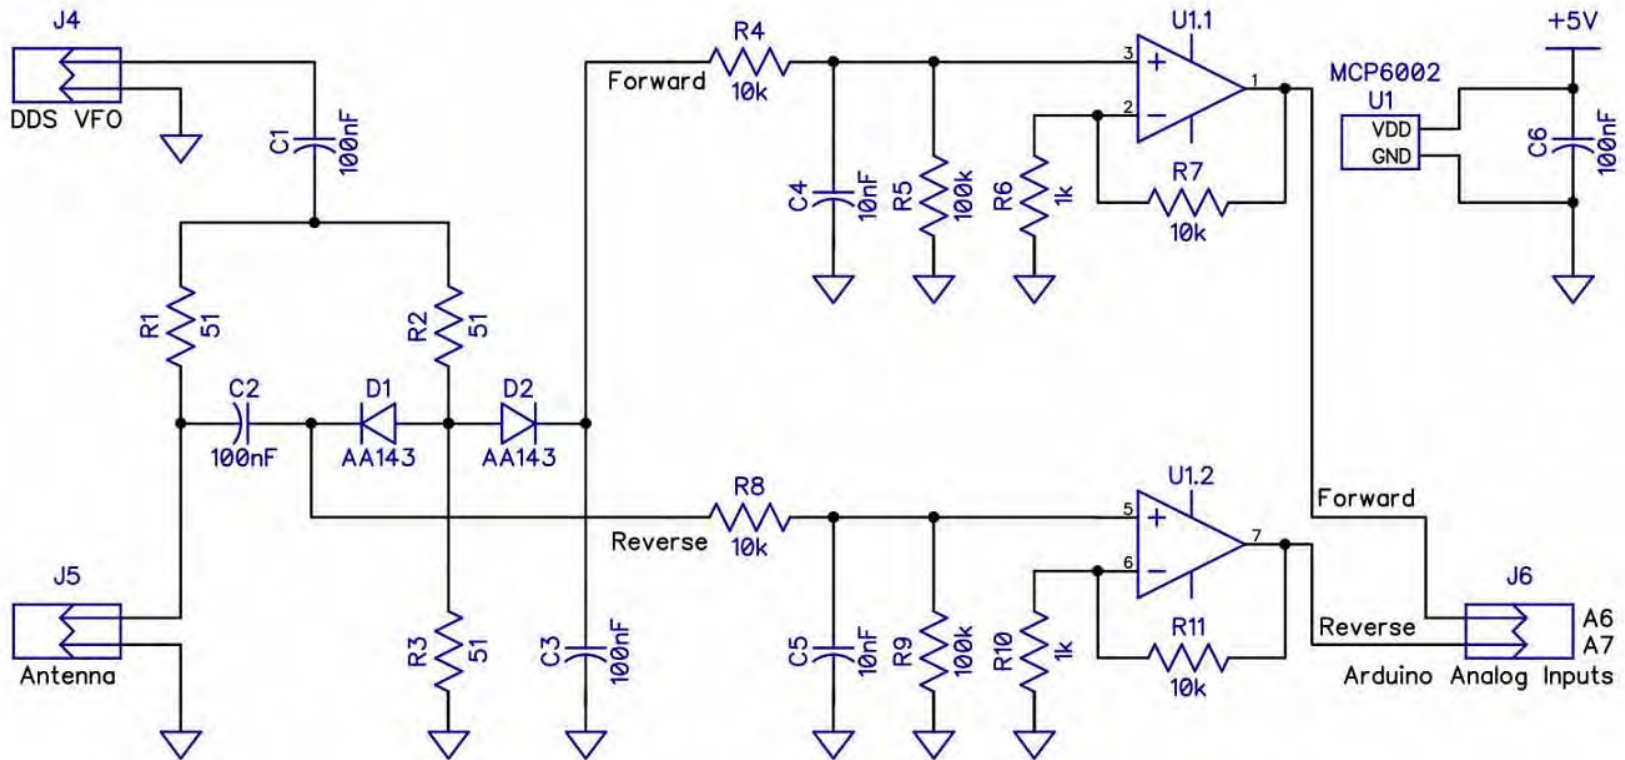 J4
DDS VFO
C1
100nF
R1
51
R2
51
C2
100nF
D1
AA143
D2
AA143
J5
Antenna
R3
51
C3
100nF
Forward
R4
10k
C4
10nF
R5
100k
R6
1k
U1.1
3
2
1
R7
10k
MCP6002
U1
VDD
GND
+5V
C6
100nF
Reverse
R8
10k
C5
10nF
R9
100k
R10
1k
U1.2
5
6
7
R11
10k
Forward
Reverse
J6
A6
A7
Arduino Analog Inputs